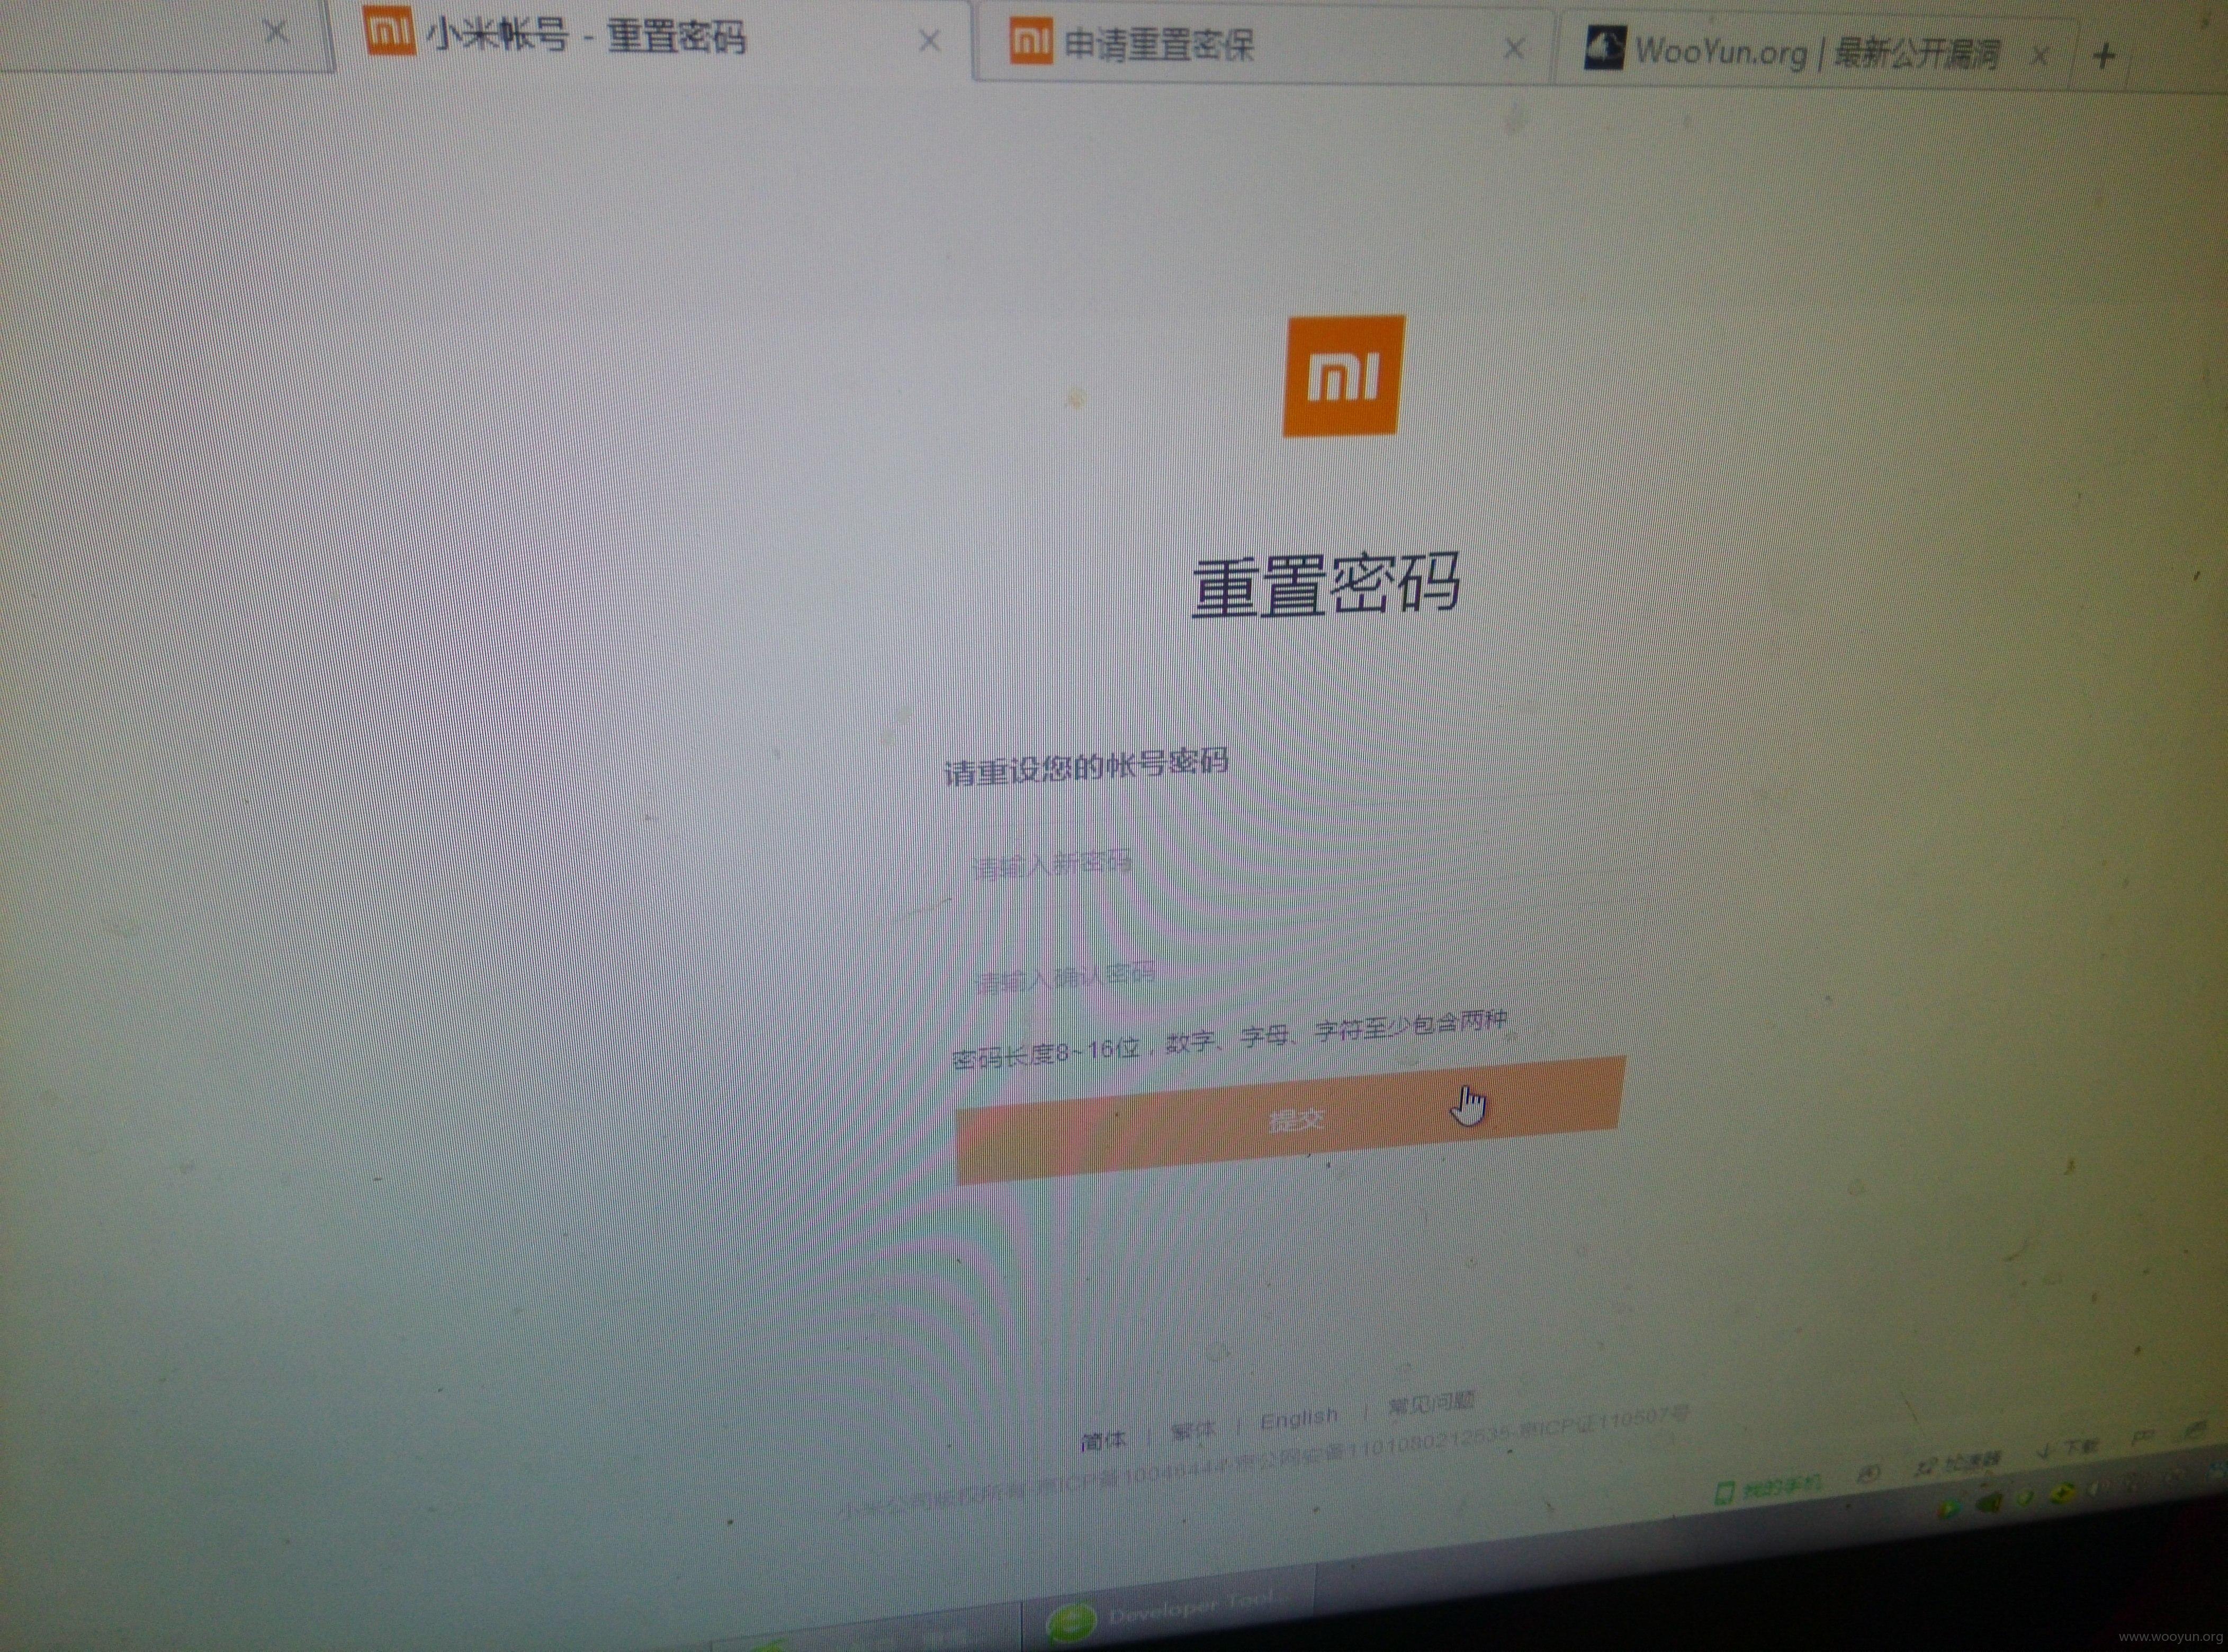 小米帐号 - 重置密码
申请重置密保
WooYun.org | 最新公开漏洞
mi
重置密码
请重设您的帐号密码
请输入新密码
请输入确认密码
密码长度8~16位，数字、字母、字符至少包含两种
提交
简体 | 繁体 | English | 常见问题
小米公司版权所有-京ICP备10046444-京公网安备1101080212535-京ICP证110507号
我的手机 加速器 下载
Developer Tool...
www.wooyun.org